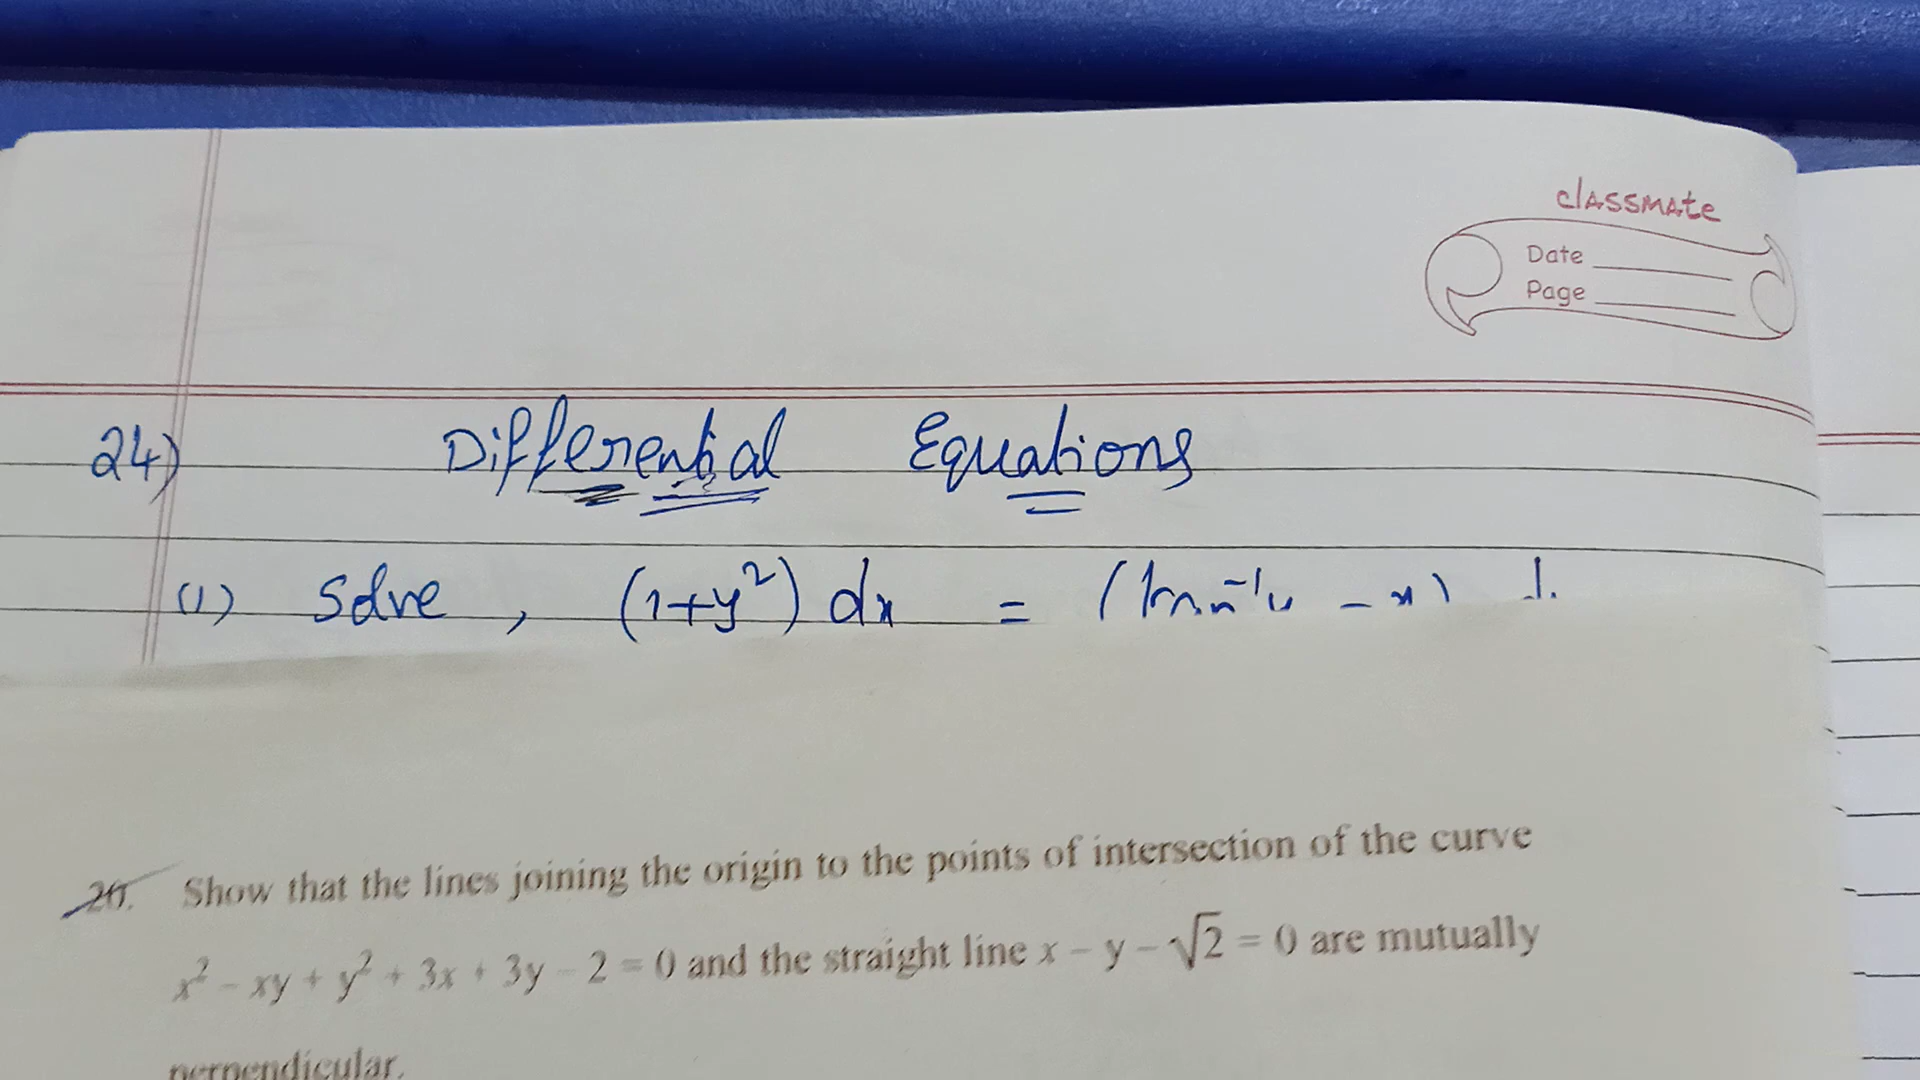 classmate
Date
Page
24) Differential Equations
(1) Solve, (1+y²) dx = (
20. Show that the lines joining the origin to the points of intersection of the curve
x² - xy + y² + 3x + 3y - 2 = 0 and the straight line x - y - √2 = 0 are mutually
perpendicular.